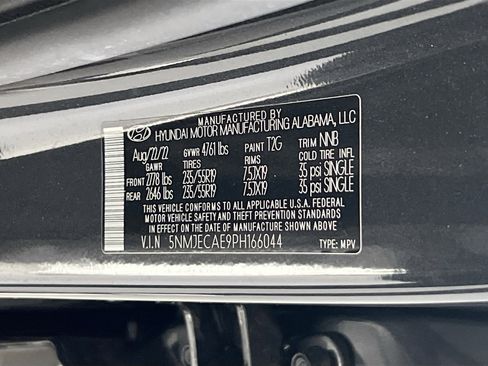 MANUFACTURED BY
HYUNDAI MOTOR MANUFACTURING ALABAMA, LLC
Aug/22/22 GVWR 4761 lbs PAINT T2G TRIM NNB
GAWR TIRES RIMS COLD TIRE INFL
FRONT 2778 lbs 235/55R19 7.5JX19 35 psi SINGLE
REAR 2646 lbs 235/55R19 7.5JX19 35 psi SINGLE
THIS VEHICLE CONFORMS TO ALL APPLICABLE U.S.A. FEDERAL
MOTOR VEHICLE SAFETY AND THEFT PREVENTION STANDARDS
IN EFFECT ON THE DATE OF MANUFACTURE SHOWN ABOVE.
V.I.N 5NMJECAE9PH166044 TYPE: MPV